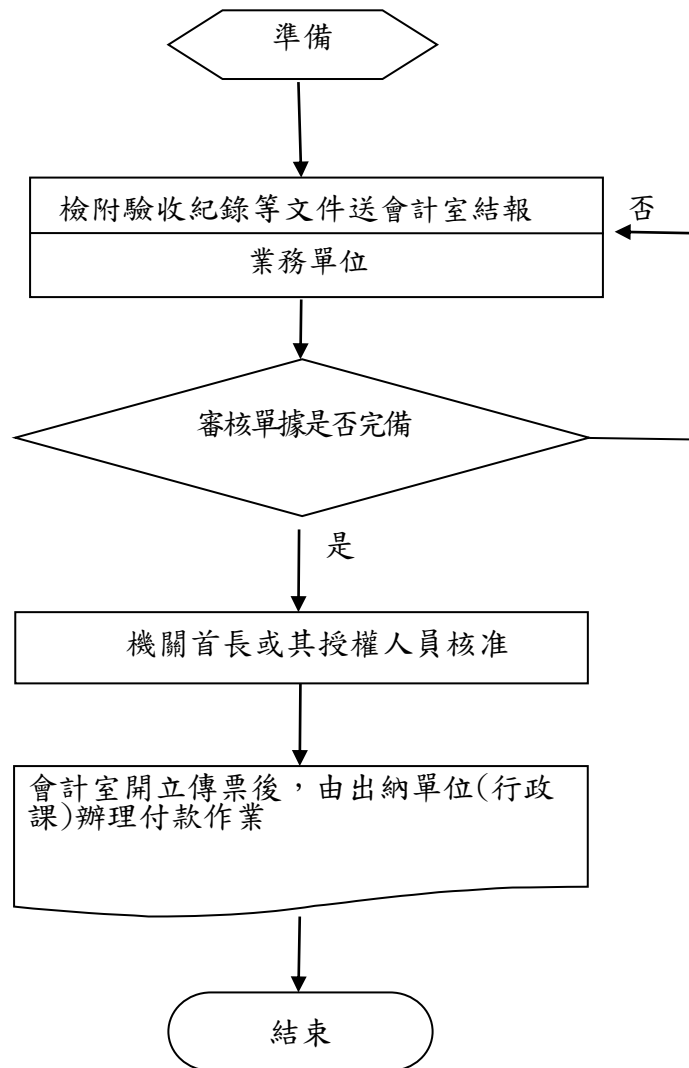 準備
檢附驗收紀錄等文件送會計室結報
否
業務單位
審核單據是否完備
是
機關首長或其授權人員核准
會計室開立傳票後，由出納單位(行政
課)辦理付款作業
結束